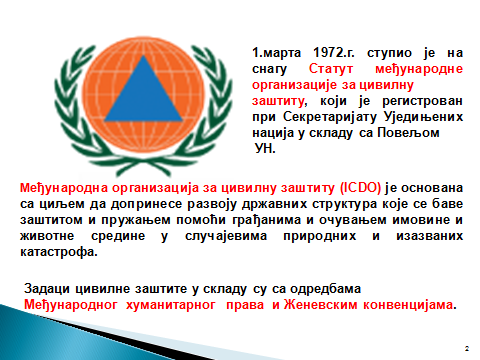 1.марта 1972.г. ступио је на
снагу Статут међународне
организације за цивилну
заштиту, који је регистрован
при Секретаријату Уједињених
нација у складу са Повељом
УН.
Међународна организација за цивилну заштиту (ICDO) је основана
са циљем да допринесе развоју државних структура које се баве
заштитом и пружањем помоћи грађанима и очувањем имовине и
животне средине у случајевима природних и изазваних
катастрофа.
Задаци цивилне заштите у складу су са одредбама
Међународног хуманитарног права и Женевским конвенцијама.
2